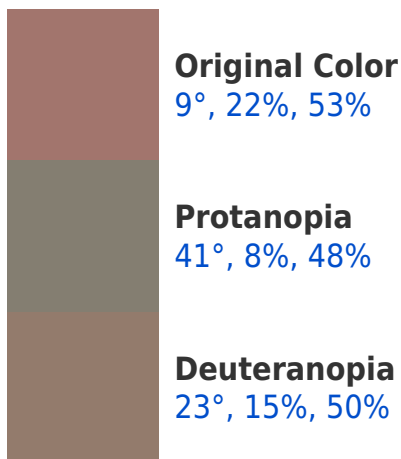 Original Color
9°, 22%, 53%
Protanopia
41°, 8%, 48%
Deuteranopia
23°, 15%, 50%